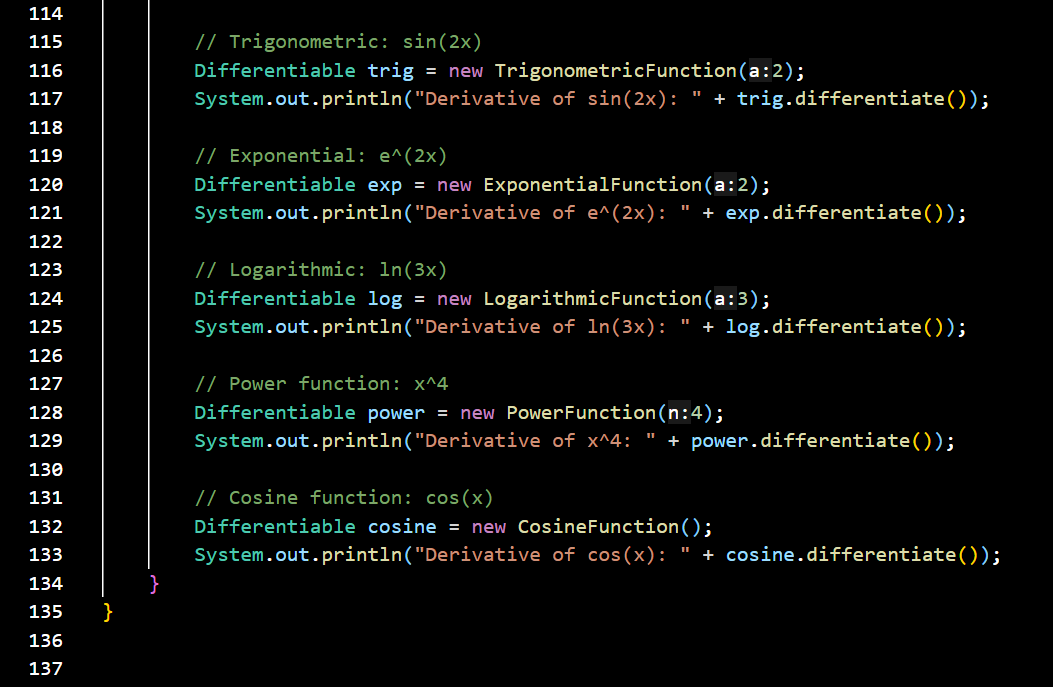 114
115 // Trigonometric: sin(2x)
116 Differentiable trig = new TrigonometricFunction(a:2);
117 System.out.println("Derivative of sin(2x): " + trig.differentiate());
118
119 // Exponential: e^(2x)
120 Differentiable exp = new ExponentialFunction(a:2);
121 System.out.println("Derivative of e^(2x): " + exp.differentiate());
122
123 // Logarithmic: ln(3x)
124 Differentiable log = new LogarithmicFunction(a:3);
125 System.out.println("Derivative of ln(3x): " + log.differentiate());
126
127 // Power function: x^4
128 Differentiable power = new PowerFunction(n:4);
129 System.out.println("Derivative of x^4: " + power.differentiate());
130
131 // Cosine function: cos(x)
132 Differentiable cosine = new CosineFunction();
133 System.out.println("Derivative of cos(x): " + cosine.differentiate());
134 }
135 }
136
137